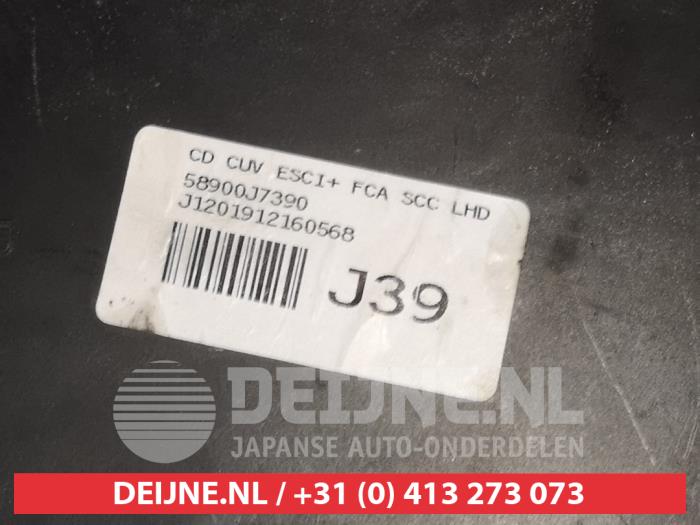 CD CUV ESCI+ FCA SCC LHD
58900J7390
J1201912160568
J39
DEIJNE.NL
JAPANSE AUTO-ONDERDELEN
DEIJNE.NL / +31 (0) 413 273 073